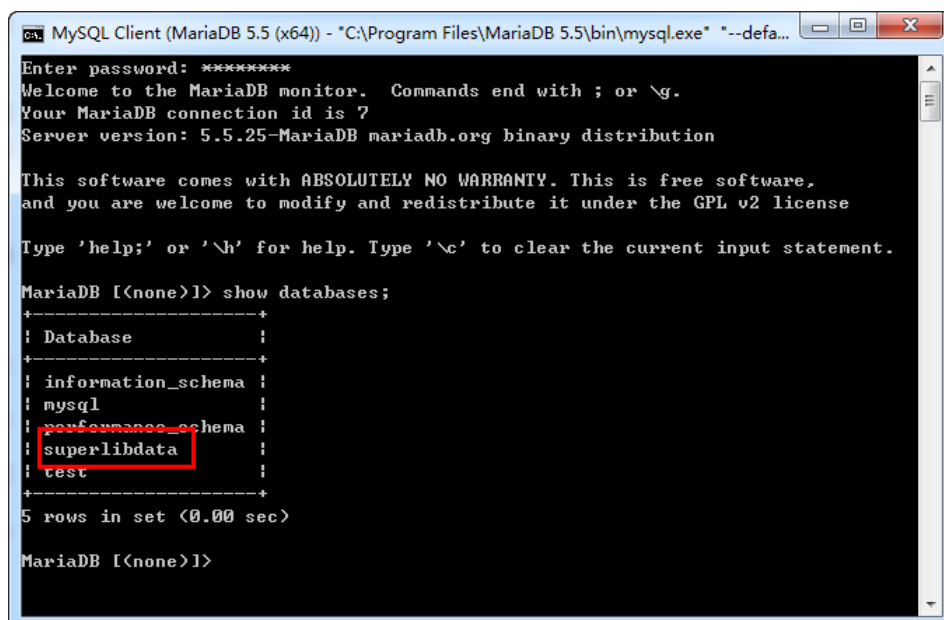 MySQL Client (MariaDB 5.5 (x64)) - "C:\Program Files\MariaDB 5.5\bin\mysql.exe" "--defa...
Enter password: ********
Welcome to the MariaDB monitor.  Commands end with ; or \g.
Your MariaDB connection id is 7
Server version: 5.5.25-MariaDB mariadb.org binary distribution
This software comes with ABSOLUTELY NO WARRANTY. This is free software,
and you are welcome to modify and redistribute it under the GPL v2 license
Type 'help;' or '\h' for help. Type '\c' to clear the current input statement.
MariaDB [(none)]> show databases;
+--------------------+
| Database           |
+--------------------+
| information_schema |
| mysql              |
| performance_schema |
| superlibdata       |
| test               |
+--------------------+
5 rows in set (0.00 sec)
MariaDB [(none)]>